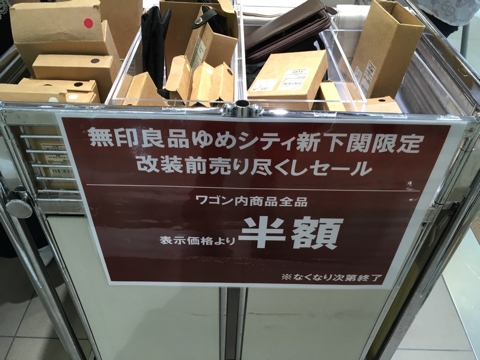 無印良品ゆめシティ新下関限定
改装前売り尽くしセール
ワゴン内商品全品
表示価格より 半額
※なくなり次第終了